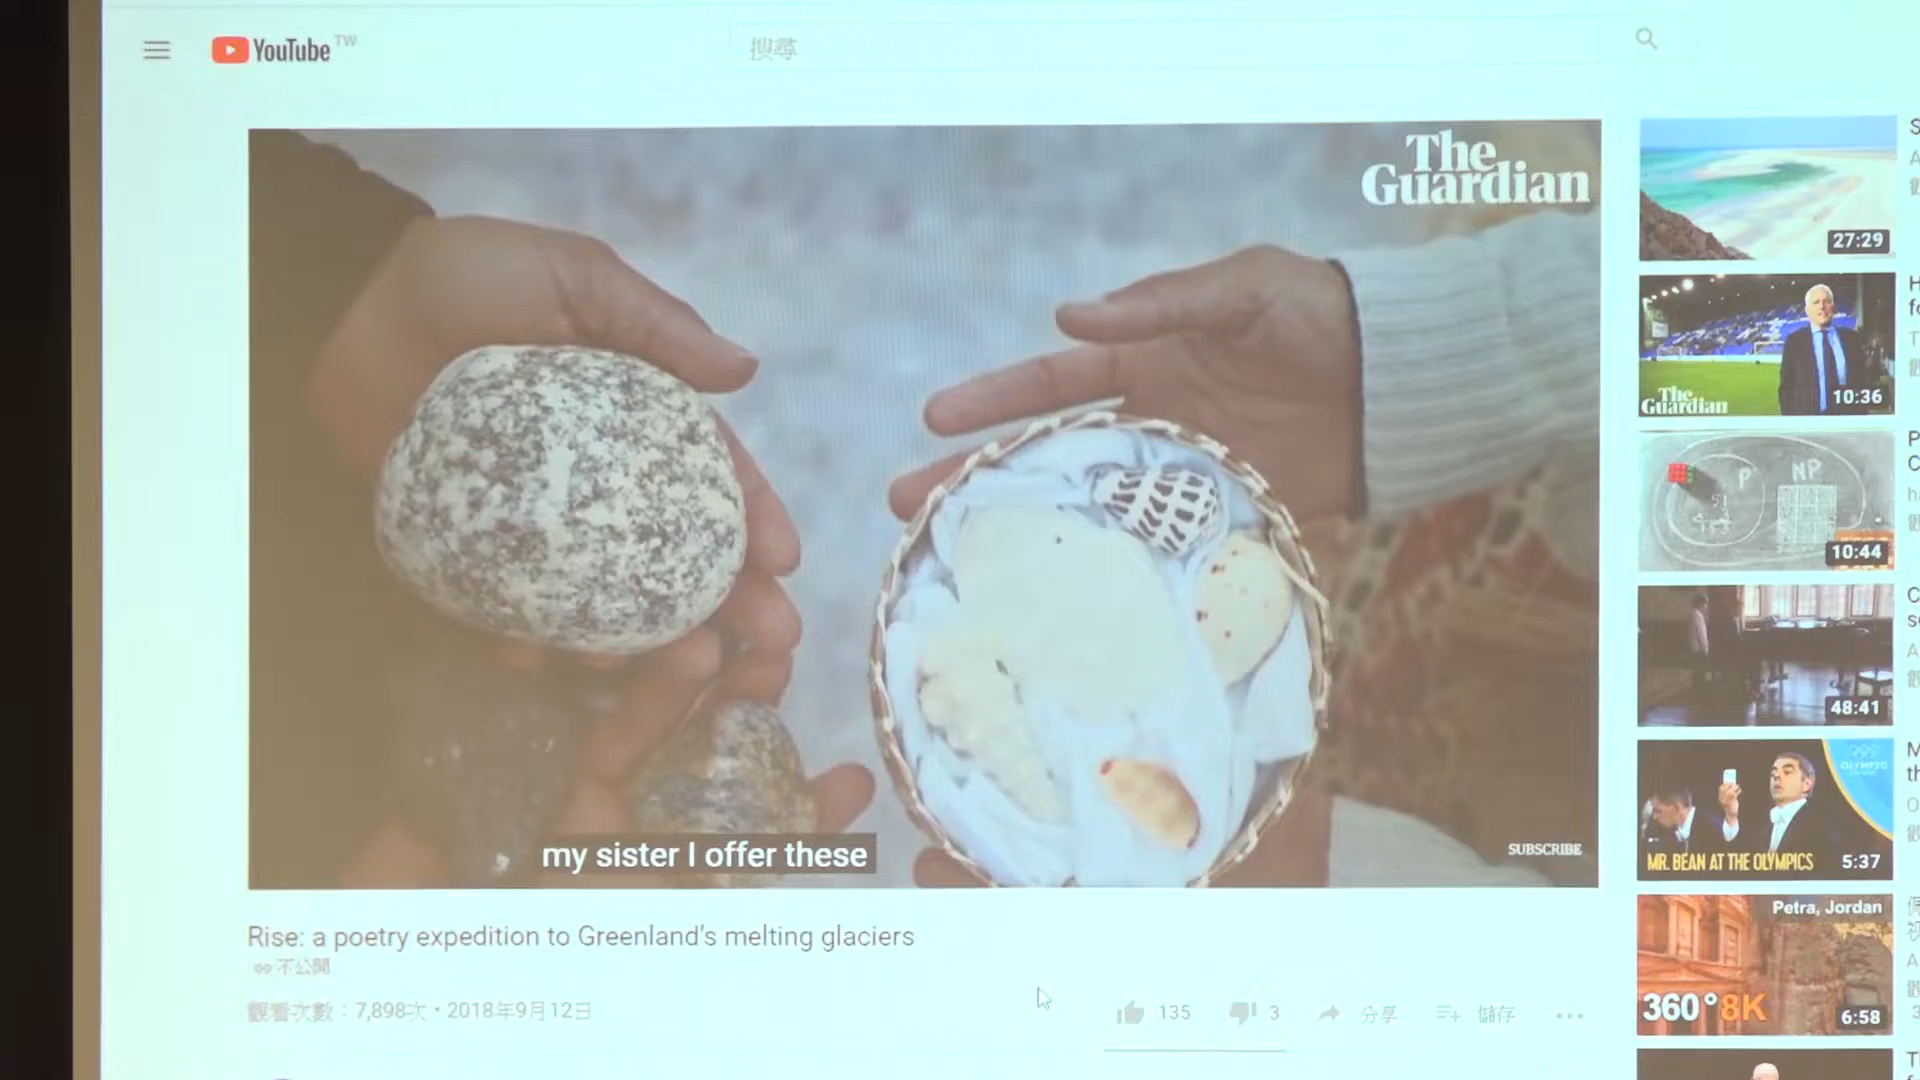 YouTube TW
搜尋
The
Guardian
my sister I offer these
SUBSCRIBE
Rise: a poetry expedition to Greenland's melting glaciers
不公開
觀看次數：7,898次・2018年9月12日
135
3
分享
儲存
27:29
The
Guardian
10:36
P
NP
10:44
48:41
OLYMPIC
MR. BEAN AT THE OLYMPICS
5:37
Petra, Jordan
360°8K
6:58